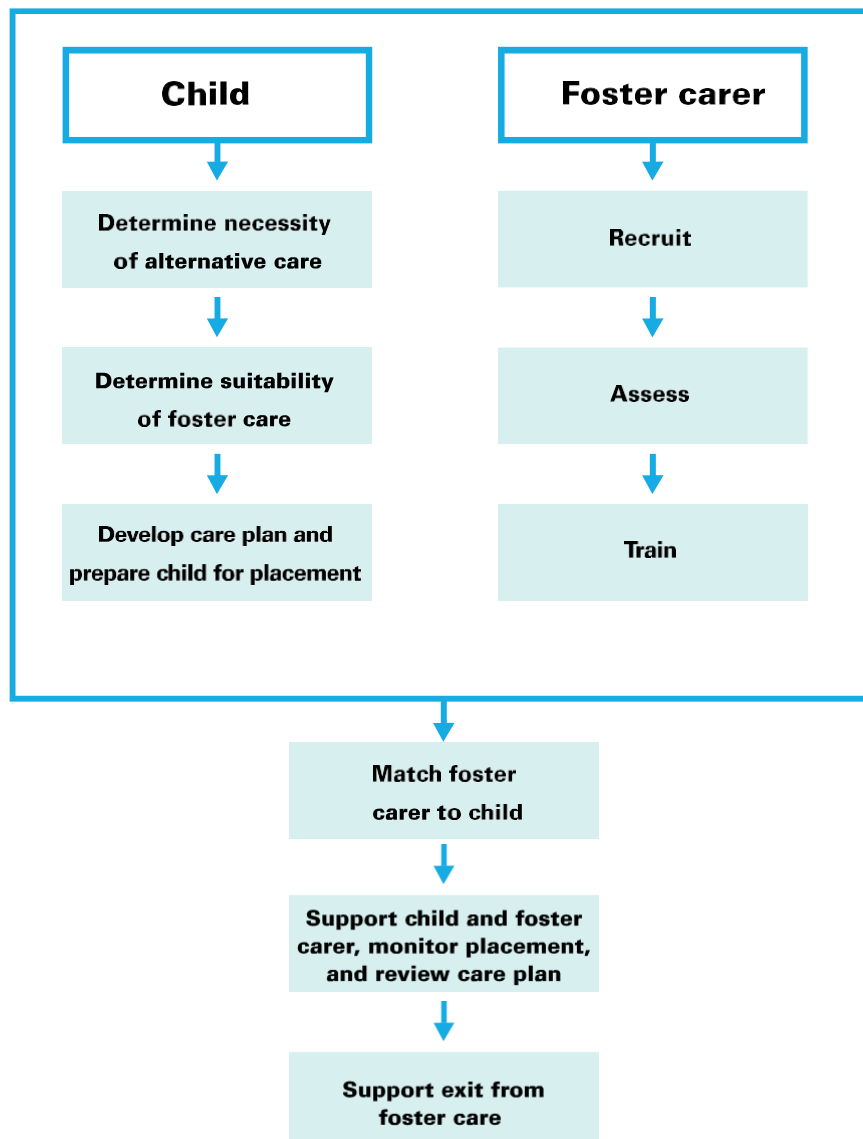 Child
Determine necessity
of alternative care
Determine suitability
of foster care
Develop care plan and
prepare child for placement
Foster carer
Recruit
Assess
Train
Match foster
carer to child
Support child and foster
carer, monitor placement,
and review care plan
Support exit from
foster care